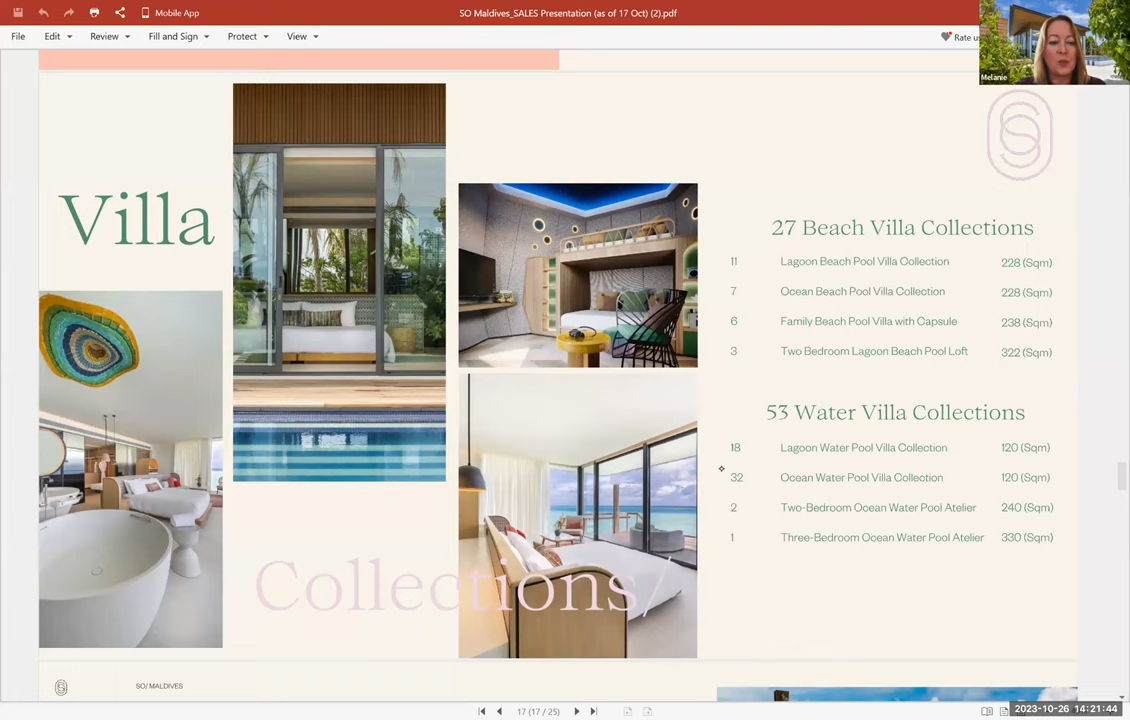 Mobile App
SO Maldives_SALES Presentation (as of 17 Oct) (2).pdf
File Edit Review Fill and Sign Protect View
Rate us
Melanie
Villa
Collections/
27 Beach Villa Collections
11 Lagoon Beach Pool Villa Collection 228 (Sqm)
7 Ocean Beach Pool Villa Collection 228 (Sqm)
6 Family Beach Pool Villa with Capsule 238 (Sqm)
3 Two Bedroom Lagoon Beach Pool Loft 322 (Sqm)
53 Water Villa Collections
18 Lagoon Water Pool Villa Collection 120 (Sqm)
32 Ocean Water Pool Villa Collection 120 (Sqm)
2 Two-Bedroom Ocean Water Pool Atelier 240 (Sqm)
1 Three-Bedroom Ocean Water Pool Atelier 330 (Sqm)
SO/ MALDIVES
17 (17 / 25)
2023-10-26 14:21:44